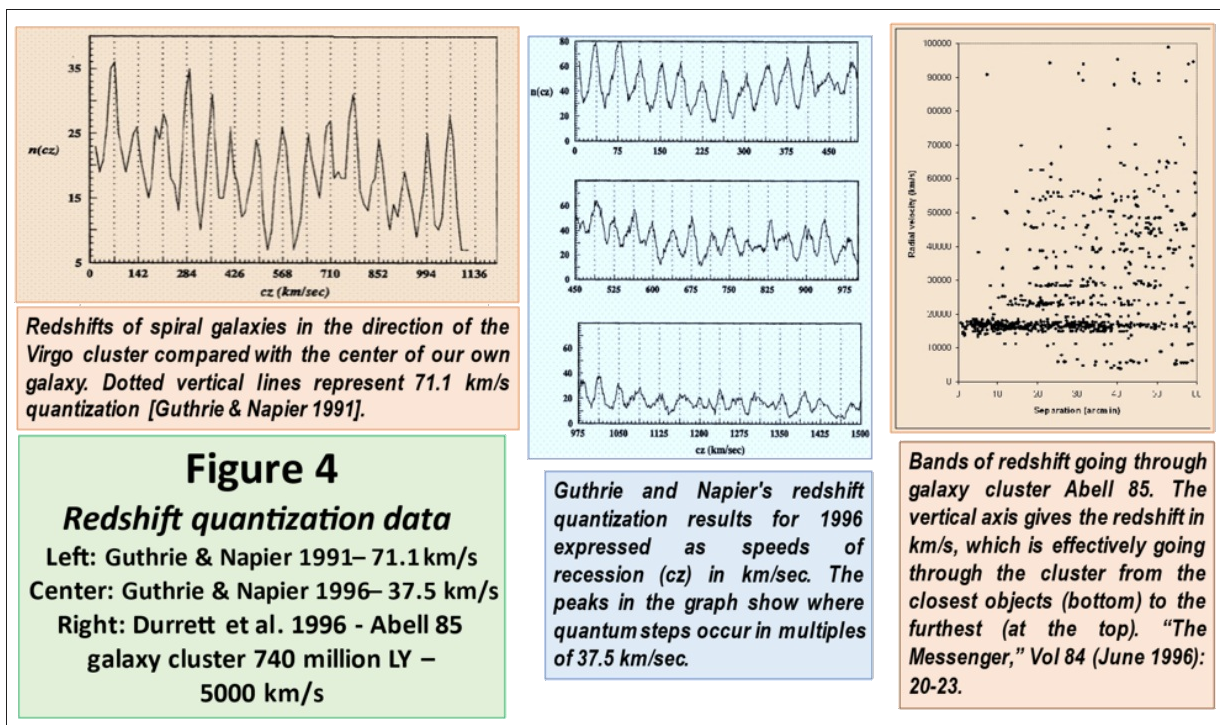 35
25
n(cz)
15
5
0 142 284 426 568 710 852 994 1136
cz (km/sec)
Redshifts of spiral galaxies in the direction of the
Virgo cluster compared with the center of our own
galaxy. Dotted vertical lines represent 71.1 km/s
quantization [Guthrie & Napier 1991].
Figure 4
Redshift quantization data
Left: Guthrie & Napier 1991– 71.1km/s
Center: Guthrie & Napier 1996– 37.5 km/s
Right: Durrett et al. 1996 - Abell 85
galaxy cluster 740 million LY –
5000 km/s
80
60
n(cz)
40
20
0
0 75 150 225 300 375 450
60
40
20
0
450 525 600 675 750 825 900 975
60
40
20
0
975 1050 1125 1200 1275 1350 1425 1500
cz (km/sec)
Guthrie and Napier's redshift
quantization results for 1996
expressed as speeds of
recession (cz) in km/sec. The
peaks in the graph show where
quantum steps occur in multiples
of 37.5 km/sec.
100000
90000
80000
70000
60000
Radial velocity (km/s)
50000
40000
30000
20000
10000
0
0 10 20 30 40 50
Separation (arcmin)
Bands of redshift going through
galaxy cluster Abell 85. The
vertical axis gives the redshift in
km/s, which is effectively going
through the cluster from the
closest objects (bottom) to the
furthest (at the top). “The
Messenger,” Vol 84 (June 1996):
20-23.